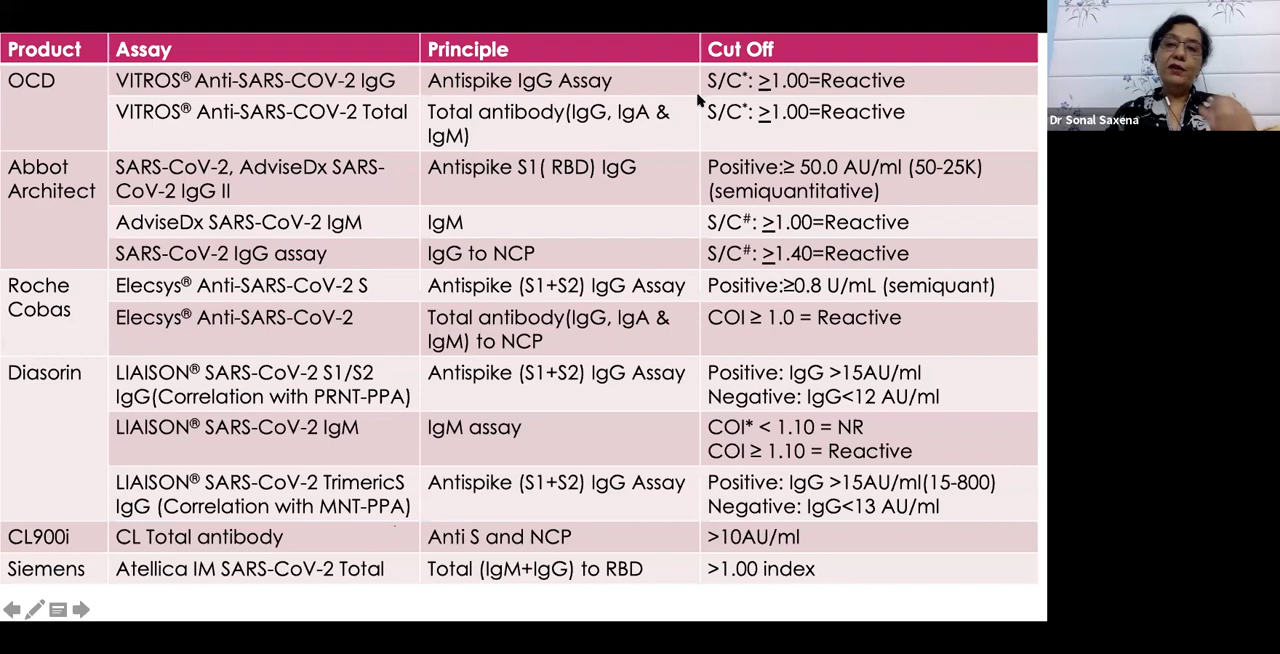 Product Assay Principle Cut Off
OCD VITROS® Anti-SARS-COV-2 IgG Antispike IgG Assay S/C*: ≥1.00=Reactive
VITROS® Anti-SARS-COV-2 Total Total antibody(IgG, IgA & S/C*: ≥1.00=Reactive
IgM)
Abbot SARS-CoV-2, AdviseDx SARS- Antispike S1( RBD) IgG Positive:≥ 50.0 AU/ml (50-25K)
Architect CoV-2 IgG II (semiquantitative)
AdviseDx SARS-CoV-2 IgM IgM S/C#: ≥1.00=Reactive
SARS-CoV-2 IgG assay IgG to NCP S/C#: ≥1.40=Reactive
Roche Elecsys® Anti-SARS-CoV-2 S Antispike (S1+S2) IgG Assay Positive:≥0.8 U/mL (semiquant)
Cobas
Elecsys® Anti-SARS-CoV-2 Total antibody(IgG, IgA & COI ≥ 1.0 = Reactive
IgM) to NCP
Diasorin LIAISON® SARS-CoV-2 S1/S2 Antispike (S1+S2) IgG Assay Positive: IgG >15AU/ml
IgG(Correlation with PRNT-PPA) Negative: IgG<12 AU/ml
LIAISON® SARS-CoV-2 IgM IgM assay COI* < 1.10 = NR
COI ≥ 1.10 = Reactive
LIAISON® SARS-CoV-2 TrimericS Antispike (S1+S2) IgG Assay Positive: IgG >15AU/ml(15-800)
IgG (Correlation with MNT-PPA) Negative: IgG<13 AU/ml
CL900i CL Total antibody Anti S and NCP >10AU/ml
Siemens Atellica IM SARS-CoV-2 Total Total (IgM+IgG) to RBD >1.00 index
Dr Sonal Saxena